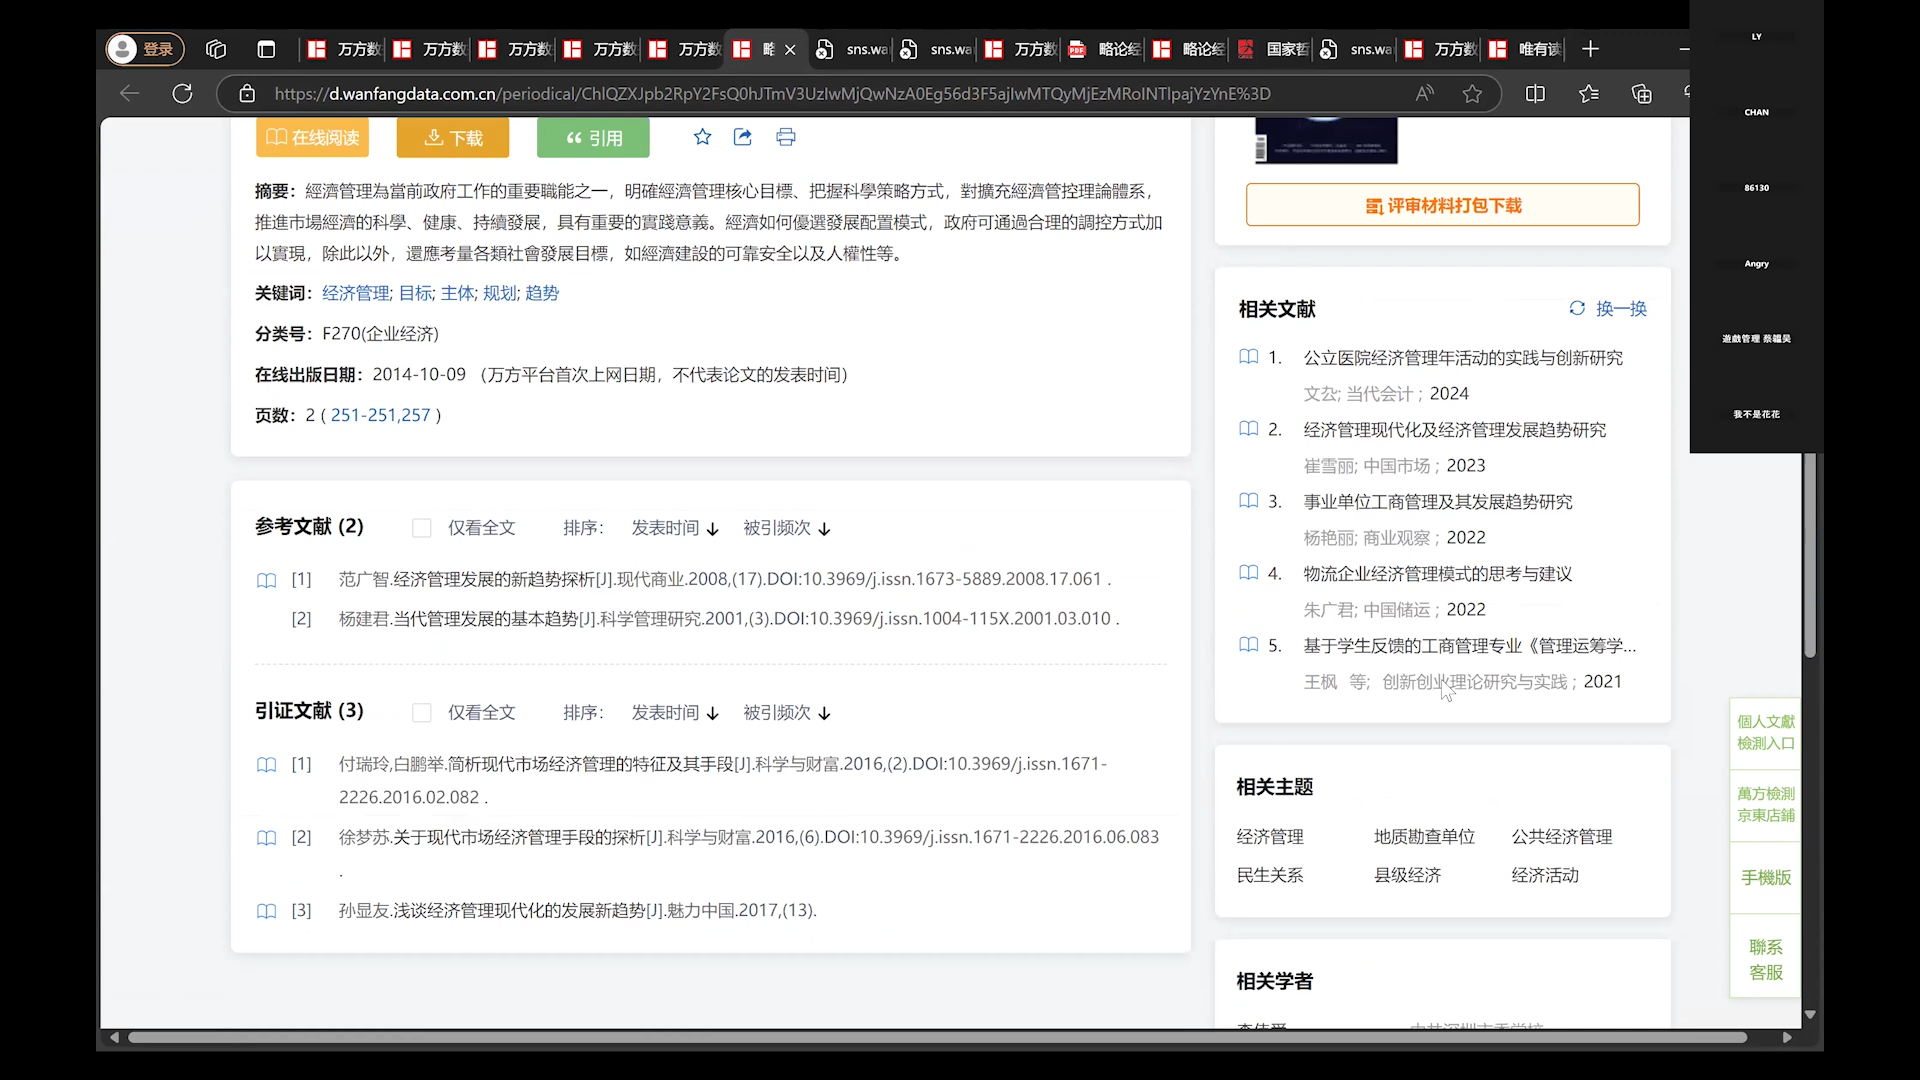 登录
万方数
万方数
万方数
万方数
万方数
略
sns.wa
sns.wa
万方数
略论经
略论经
国家哲
sns.wa
万方数
唯有读
https://d.wanfangdata.com.cn/periodical/ChlQZXJpb2RpY2FsQ0hJTmV3UzIwMjQwNzA0Eg56d3F5ajIwMTQyMjEzMRoINTlpajYzYnE%3D
LY
CHAN
86130
Angry
遊戲管理 蔡韞昊
我不是花花
在线阅读
下载
引用
摘要：經濟管理為當前政府工作的重要職能之一，明確經濟管理核心目標、把握科學策略方式，對擴充經濟管控理論體系，
推進市場經濟的科學、健康、持續發展，具有重要的實踐意義。經濟如何優選發展配置模式，政府可通過合理的調控方式加
以實現，除此以外，還應考量各類社會發展目標，如經濟建設的可靠安全以及人權性等。
关键词：经济管理; 目标; 主体; 规划; 趋势
分类号：F270(企业经济)
在线出版日期：2014-10-09 （万方平台首次上网日期，不代表论文的发表时间）
页数：2 ( 251-251,257 )
参考文献 (2) 仅看全文 排序： 发表时间 被引频次
[1] 范广智.经济管理发展的新趋势探析[J].现代商业.2008,(17).DOI:10.3969/j.issn.1673-5889.2008.17.061 .
[2] 杨建君.当代管理发展的基本趋势[J].科学管理研究.2001,(3).DOI:10.3969/j.issn.1004-115X.2001.03.010 .
引证文献 (3) 仅看全文 排序： 发表时间 被引频次
[1] 付瑞玲,白鹏举.简析现代市场经济管理的特征及其手段[J].科学与财富.2016,(2).DOI:10.3969/j.issn.1671-
2226.2016.02.082 .
[2] 徐梦苏.关于现代市场经济管理手段的探析[J].科学与财富.2016,(6).DOI:10.3969/j.issn.1671-2226.2016.06.083
.
[3] 孙显友.浅谈经济管理现代化的发展新趋势[J].魅力中国.2017,(13).
评审材料打包下载
相关文献 换一换
1. 公立医院经济管理年活动的实践与创新研究
文厹; 当代会计 ; 2024
2. 经济管理现代化及经济管理发展趋势研究
崔雪丽; 中国市场 ; 2023
3. 事业单位工商管理及其发展趋势研究
杨艳丽; 商业观察 ; 2022
4. 物流企业经济管理模式的思考与建议
朱广君; 中国储运 ; 2022
5. 基于学生反馈的工商管理专业《管理运筹学...
王枫 等; 创新创业理论研究与实践 ; 2021
相关主题
经济管理 地质勘查单位 公共经济管理
民生关系 县级经济 经济活动
相关学者
個人文獻
檢測入口
萬方檢測
京東店鋪
手機版
聯系
客服